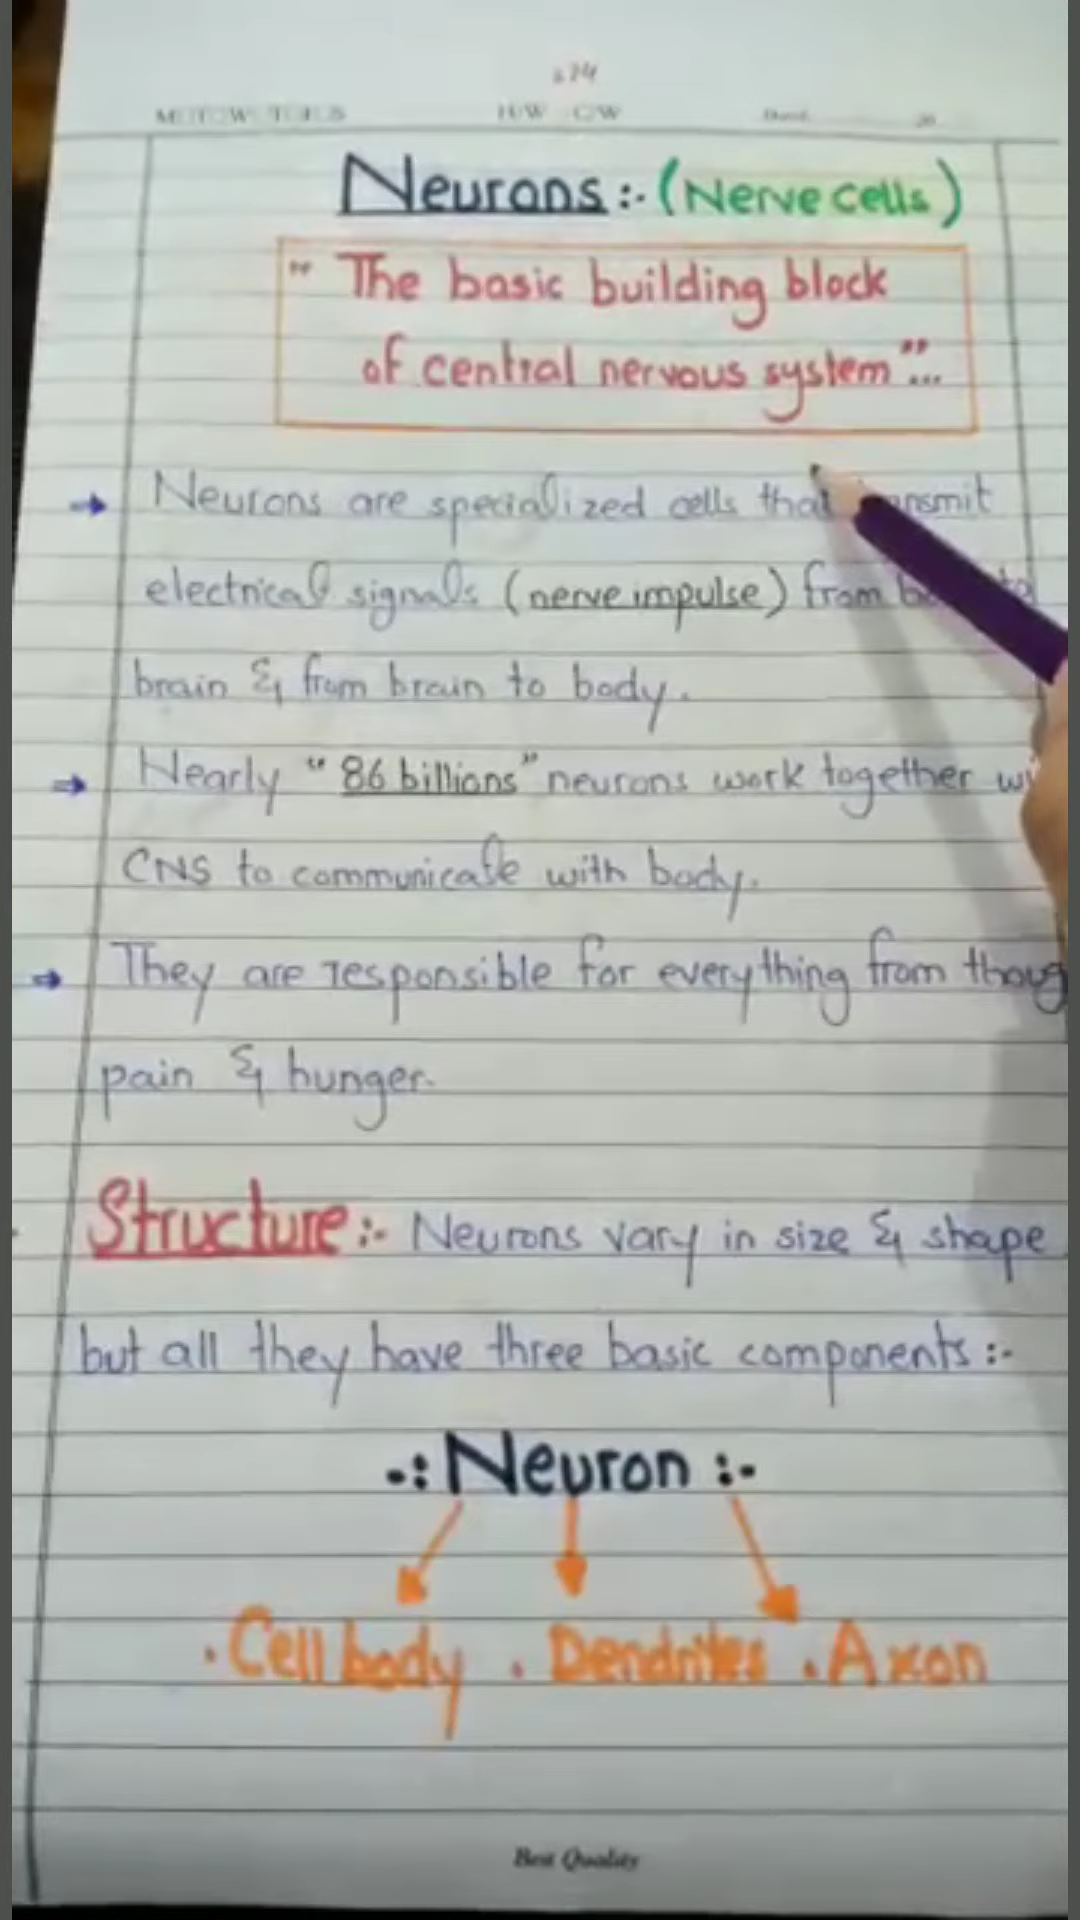 Neurons :- (Nerve cells)
" The basic building block
of central nervous system"...
→ Neurons are specialized cells that
electrical signals (nerve impulse) from
brain & from brain to body.
→ Nearly "86 billions" neurons work together
CNS to communicate with body.
→ They are responsible for everything from
pain & hunger.
Structure :- Neurons vary in size & shape
but all they have three basic components :-
-: Neuron :-
. Cell body . Dendrites . Axon
Best Quality